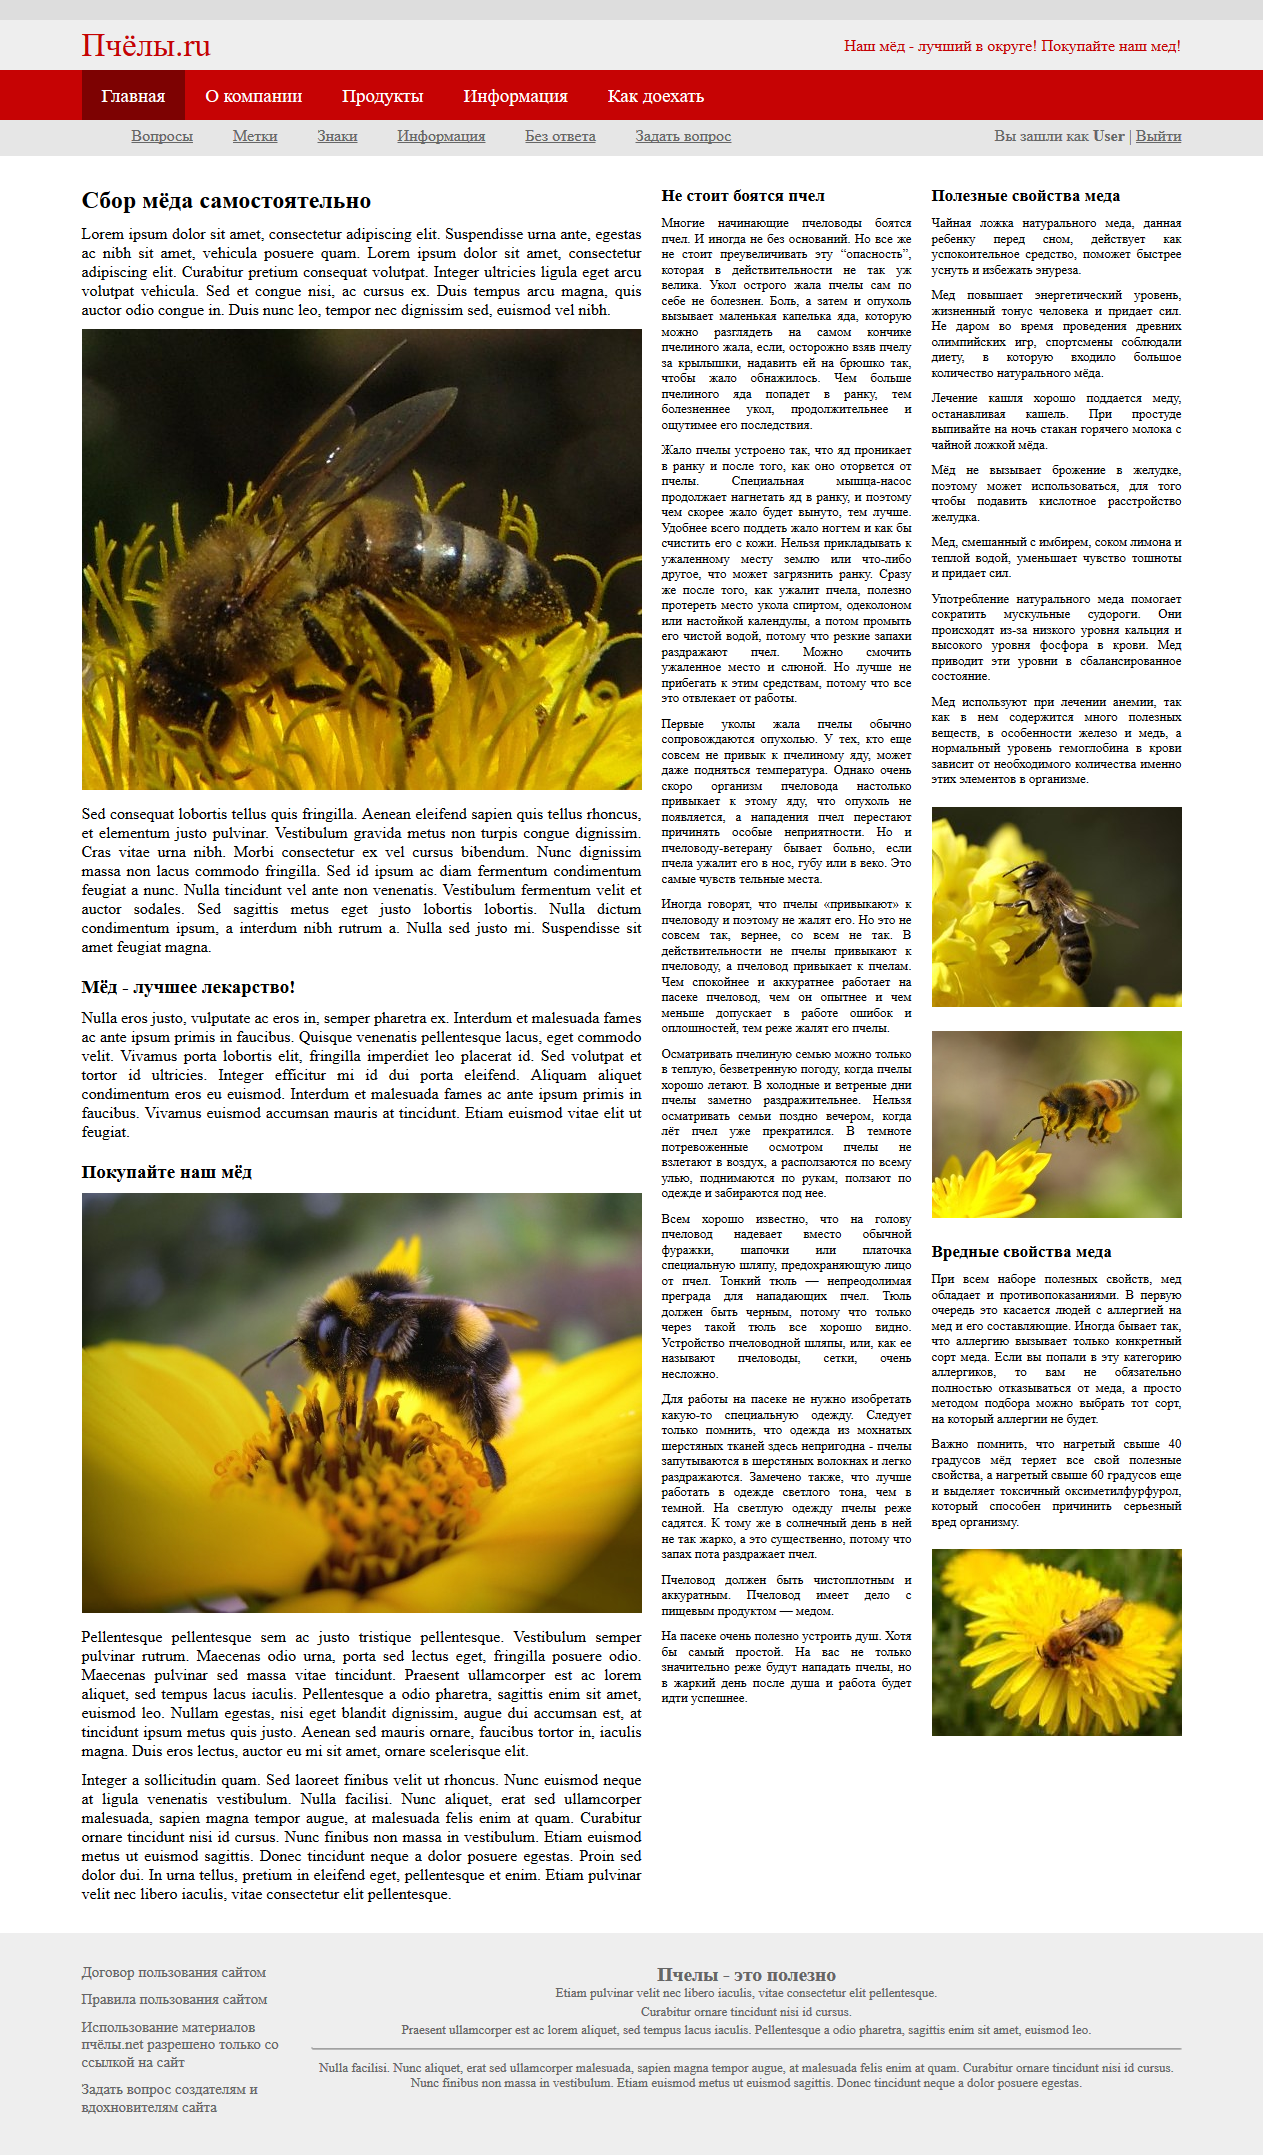 Пчёлы.ru
Наш мёд - лучший в округе! Покупайте наш мед!
Главная О компании Продукты Информация Как доехать
Вопросы Метки Знаки Информация Без ответа Задать вопрос
Вы зашли как User | Выйти
Сбор мёда самостоятельно
Lorem ipsum dolor sit amet, consectetur adipiscing elit. Suspendisse urna ante, egestas
ac nibh sit amet, vehicula posuere quam. Lorem ipsum dolor sit amet, consectetur
adipiscing elit. Curabitur pretium consequat volutpat. Integer ultricies ligula eget arcu
volutpat vehicula. Sed et congue nisi, ac cursus ex. Duis tempus arcu magna, quis
auctor odio congue in. Duis nunc leo, tempor nec dignissim sed, euismod vel nibh.
Sed consequat lobortis tellus quis fringilla. Aenean eleifend sapien quis tellus rhoncus,
et elementum justo pulvinar. Vestibulum gravida metus non turpis congue dignissim.
Cras vitae urna nibh. Morbi consectetur ex vel cursus bibendum. Nunc dignissim
massa non lacus commodo fringilla. Sed id ipsum ac diam fermentum condimentum
feugiat a nunc. Nulla tincidunt vel ante non venenatis. Vestibulum fermentum velit et
auctor sodales. Sed sagittis metus eget justo lobortis lobortis. Nulla dictum
condimentum ipsum, a interdum nibh rutrum a. Nulla sed justo mi. Suspendisse sit
amet feugiat magna.
Мёд - лучшее лекарство!
Nulla eros justo, vulputate ac eros in, semper pharetra ex. Interdum et malesuada fames
ac ante ipsum primis in faucibus. Quisque venenatis pellentesque lacus, eget commodo
velit. Vivamus porta lobortis elit, fringilla imperdiet leo placerat id. Sed volutpat et
tortor id ultricies. Integer efficitur mi id dui porta eleifend. Aliquam aliquet
condimentum eros eu euismod. Interdum et malesuada fames ac ante ipsum primis in
faucibus. Vivamus euismod accumsan mauris at tincidunt. Etiam euismod vitae elit ut
feugiat.
Покупайте наш мёд
Pellentesque pellentesque sem ac justo tristique pellentesque. Vestibulum semper
pulvinar rutrum. Maecenas odio urna, porta sed lectus eget, fringilla posuere odio.
Maecenas pulvinar sed massa vitae tincidunt. Praesent ullamcorper est ac lorem
aliquet, sed tempus lacus iaculis. Pellentesque a odio pharetra, sagittis enim sit amet,
euismod leo. Nullam egestas, nisi eget blandit dignissim, augue dui accumsan est, at
tincidunt ipsum metus quis justo. Aenean sed mauris ornare, faucibus tortor in, iaculis
magna. Duis eros lectus, auctor eu mi sit amet, ornare scelerisque elit.
Integer a sollicitudin quam. Sed laoreet finibus velit ut rhoncus. Nunc euismod neque
at ligula venenatis vestibulum. Nulla facilisi. Nunc aliquet, erat sed ullamcorper
malesuada, sapien magna tempor augue, at malesuada felis enim at quam. Curabitur
ornare tincidunt nisi id cursus. Nunc finibus non massa in vestibulum. Etiam euismod
metus ut euismod sagittis. Donec tincidunt neque a dolor posuere egestas. Proin sed
dolor dui. In urna tellus, pretium in eleifend eget, pellentesque et enim. Etiam pulvinar
velit nec libero iaculis, vitae consectetur elit pellentesque.
Не стоит боятся пчел
Многие начинающие пчеловоды боятся
пчел. И иногда не без оснований. Но все же
не стоит преувеличивать эту “опасность”,
которая в действительности не так уж
велика. Укол острого жала пчелы сам по
себе не болезнен. Боль, а затем и опухоль
вызывает маленькая капелька яда, которую
можно разглядеть на самом кончике
пчелиного жала, если, осторожно взяв пчелу
за крылышки, надавить ей на брюшко так,
чтобы жало обнажилось. Чем больше
пчелиного яда попадет в ранку, тем
болезненнее укол, продолжительнее и
ощутимее его последствия.
Жало пчелы устроено так, что яд проникает
в ранку и после того, как оно оторвется от
пчелы. Специальная мышца-насос
продолжает нагнетать яд в ранку, и поэтому
чем скорее жало будет вынуто, тем лучше.
Удобнее всего поддеть жало ногтем и как бы
счистить его с кожи. Нельзя прикладывать к
ужаленному месту землю или что-либо
другое, что может загрязнить ранку. Сразу
же после того, как ужалит пчела, полезно
протереть место укола спиртом, одеколоном
или настойкой календулы, а потом промыть
его чистой водой, потому что резкие запахи
раздражают пчел. Можно смочить
ужаленное место и слюной. Но лучше не
прибегать к этим средствам, потому что все
это отвлекает от работы.
Первые уколы жала пчелы обычно
сопровождаются опухолью. У тех, кто еще
совсем не привык к пчелиному яду, может
даже подняться температура. Однако очень
скоро организм пчеловода настолько
привыкает к этому яду, что опухоль не
появляется, а нападения пчел перестают
причинять особые неприятности. Но и
пчеловоду-ветерану бывает больно, если
пчела ужалит его в нос, губу или в веко. Это
самые чувств тельные места.
Иногда говорят, что пчелы «привыкают» к
пчеловоду и поэтому не жалят его. Но это не
совсем так, вернее, со всем не так. В
действительности не пчелы привыкают к
пчеловоду, а пчеловод привыкает к пчелам.
Чем спокойнее и аккуратнее работает на
пасеке пчеловод, чем он опытнее и чем
меньше допускает в работе ошибок и
оплошностей, тем реже жалят его пчелы.
Осматривать пчелиную семью можно только
в теплую, безветренную погоду, когда пчелы
хорошо летают. В холодные и ветреные дни
пчелы заметно раздражительнее. Нельзя
осматривать семьи поздно вечером, когда
лёт пчел уже прекратился. В темноте
потревоженные осмотром пчелы не
взлетают в воздух, а расползаются по всему
улью, поднимаются по рукам, ползают по
одежде и забираются под нее.
Всем хорошо известно, что на голову
пчеловод надевает вместо обычной
фуражки, шапочки или платочка
специальную шляпу, предохраняющую лицо
от пчел. Тонкий тюль — непреодолимая
преграда для нападающих пчел. Тюль
должен быть черным, потому что только
через такой тюль все хорошо видно.
Устройство пчеловодной шляпы, или, как ее
называют пчеловоды, сетки, очень
несложно.
Для работы на пасеке не нужно изобретать
какую-то специальную одежду. Следует
только помнить, что одежда из мохнатых
шерстяных тканей здесь непригодна - пчелы
запутываются в шерстяных волокнах и легко
раздражаются. Замечено также, что лучше
работать в одежде светлого тона, чем в
темной. На светлую одежду пчелы реже
садятся. К тому же в солнечный день в ней
не так жарко, а это существенно, потому что
запах пота раздражает пчел.
Пчеловод должен быть чистоплотным и
аккуратным. Пчеловод имеет дело с
пищевым продуктом — медом.
На пасеке очень полезно устроить душ. Хотя
бы самый простой. На вас не только
значительно реже будут нападать пчелы, но
в жаркий день после душа и работа будет
идти успешнее.
Полезные свойства меда
Чайная ложка натурального меда, данная
ребенку перед сном, действует как
успокоительное средство, поможет быстрее
уснуть и избежать энуреза.
Мед повышает энергетический уровень,
жизненный тонус человека и придает сил.
Не даром во время проведения древних
олимпийских игр, спортсмены соблюдали
диету, в которую входило большое
количество натурального мёда.
Лечение кашля хорошо поддается меду,
останавливая кашель. При простуде
выпивайте на ночь стакан горячего молока с
чайной ложкой мёда.
Мёд не вызывает брожение в желудке,
поэтому может использоваться, для того
чтобы подавить кислотное расстройство
желудка.
Мед, смешанный с имбирем, соком лимона и
теплой водой, уменьшает чувство тошноты
и придает сил.
Употребление натурального меда помогает
сократить мускульные судороги. Они
происходят из-за низкого уровня кальция и
высокого уровня фосфора в крови. Мед
приводит эти уровни в сбалансированное
состояние.
Мед используют при лечении анемии, так
как в нем содержится много полезных
веществ, в особенности железо и медь, а
нормальный уровень гемоглобина в крови
зависит от необходимого количества именно
этих элементов в организме.
Вредные свойства меда
При всем наборе полезных свойств, мед
обладает и противопоказаниями. В первую
очередь это касается людей с аллергией на
мед и его составляющие. Иногда бывает так,
что аллергию вызывает только конкретный
сорт меда. Если вы попали в эту категорию
аллергиков, то вам не обязательно
полностью отказываться от меда, а просто
методом подбора можно выбрать тот сорт,
на который аллергии не будет.
Важно помнить, что нагретый свыше 40
градусов мёд теряет все свой полезные
свойства, а нагретый свыше 60 градусов еще
и выделяет токсичный оксиметилфурфурол,
который способен причинить серьезный
вред организму.
Договор пользования сайтом
Правила пользования сайтом
Использование материалов
пчёлы.net разрешено только со
ссылкой на сайт
Задать вопрос создателям и
вдохновителям сайта
Пчелы - это полезно
Etiam pulvinar velit nec libero iaculis, vitae consectetur elit pellentesque.
Curabitur ornare tincidunt nisi id cursus.
Praesent ullamcorper est ac lorem aliquet, sed tempus lacus iaculis. Pellentesque a odio pharetra, sagittis enim sit amet, euismod leo.
Nulla facilisi. Nunc aliquet, erat sed ullamcorper malesuada, sapien magna tempor augue, at malesuada felis enim at quam. Curabitur ornare tincidunt nisi id cursus.
Nunc finibus non massa in vestibulum. Etiam euismod metus ut euismod sagittis. Donec tincidunt neque a dolor posuere egestas.